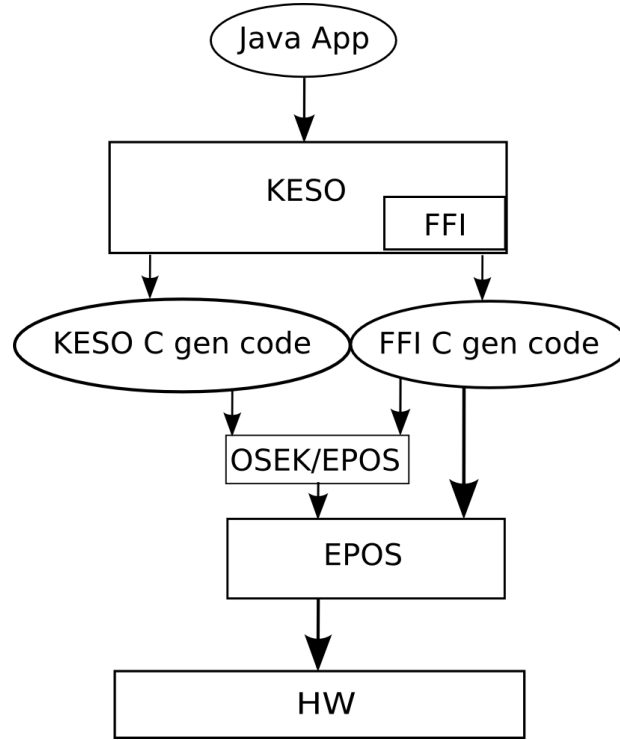 Java App
KESO
FFI
KESO C gen code
FFI C gen code
OSEK/EPOS
EPOS
HW